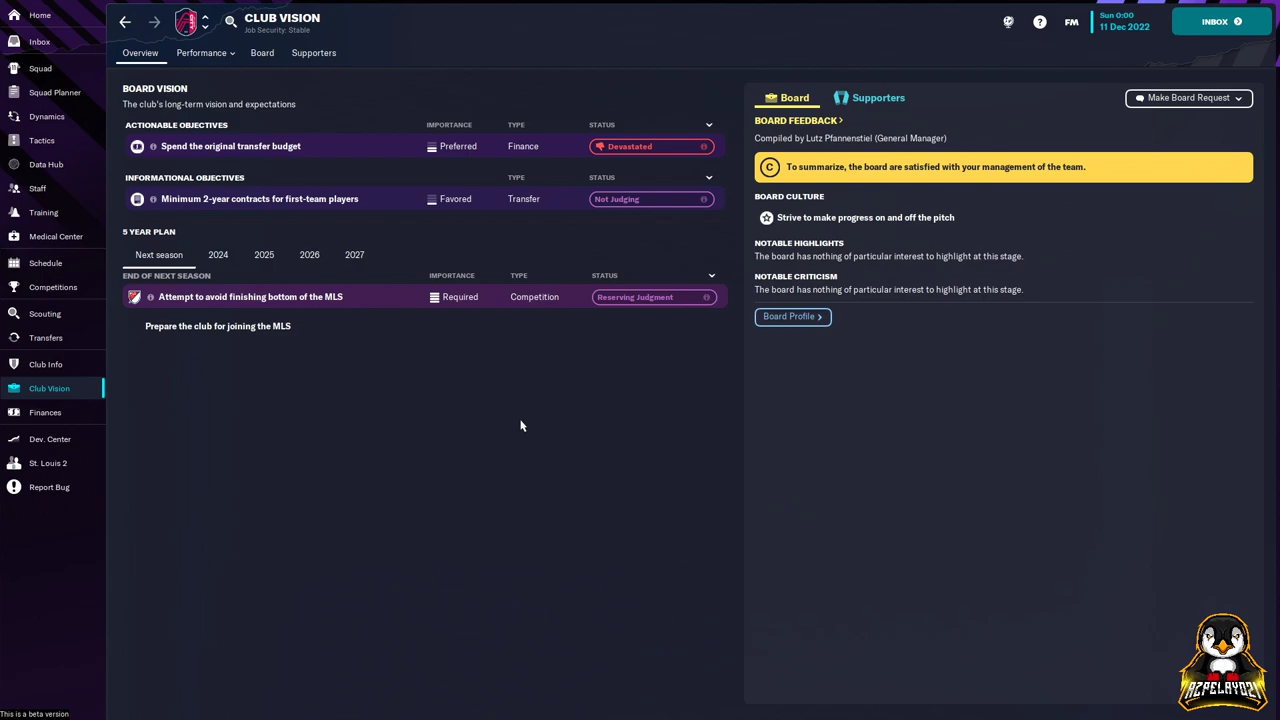 Home
Inbox
Squad
Squad Planner
Dynamics
Tactics
Data Hub
Staff
Training
Medical Center
Schedule
Competitions
Scouting
Transfers
Club Info
Club Vision
Finances
Dev. Center
St. Louis 2
Report Bug
This is a beta version
CLUB VISION
Job Security: Stable
FM
Sun 0:00
11 Dec 2022
INBOX
Overview Performance Board Supporters
BOARD VISION
The club's long-term vision and expectations
ACTIONABLE OBJECTIVES IMPORTANCE TYPE STATUS
Spend the original transfer budget Preferred Finance Devastated
INFORMATIONAL OBJECTIVES IMPORTANCE TYPE STATUS
Minimum 2-year contracts for first-team players Favored Transfer Not Judging
5 YEAR PLAN
Next season 2024 2025 2026 2027
END OF NEXT SEASON IMPORTANCE TYPE STATUS
Attempt to avoid finishing bottom of the MLS Required Competition Reserving Judgment
Prepare the club for joining the MLS
Board Supporters Make Board Request
BOARD FEEDBACK
Compiled by Lutz Pfannenstiel (General Manager)
C To summarize, the board are satisfied with your management of the team.
BOARD CULTURE
Strive to make progress on and off the pitch
NOTABLE HIGHLIGHTS
The board has nothing of particular interest to highlight at this stage.
NOTABLE CRITICISM
The board has nothing of particular interest to highlight at this stage.
Board Profile
AZPELAYO21